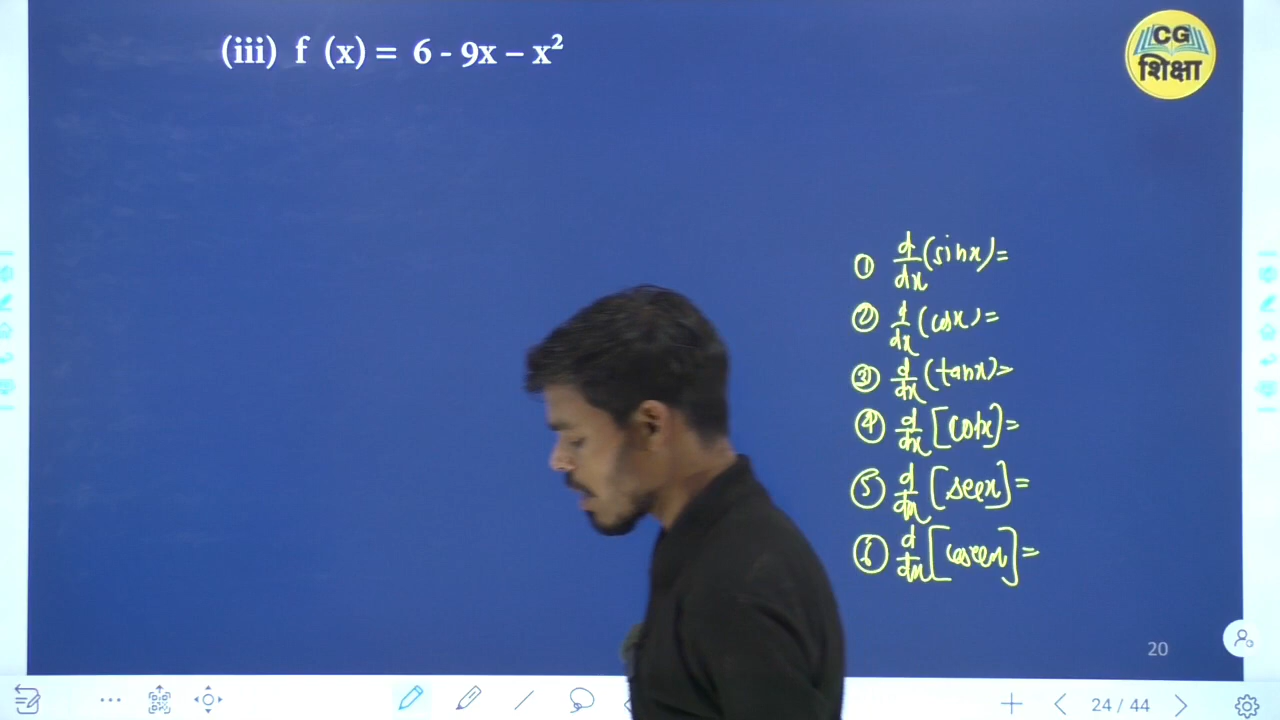 (iii) f (x) = 6 - 9x – x²
CG
शिक्षा
① d/dx (sinx) =
② d/dx (cosx) =
③ d/dx (tanx) =
④ d/dx [cotx] =
⑤ d/dx [secx] =
⑥ d/dx [cosecx] =
20
24 / 44